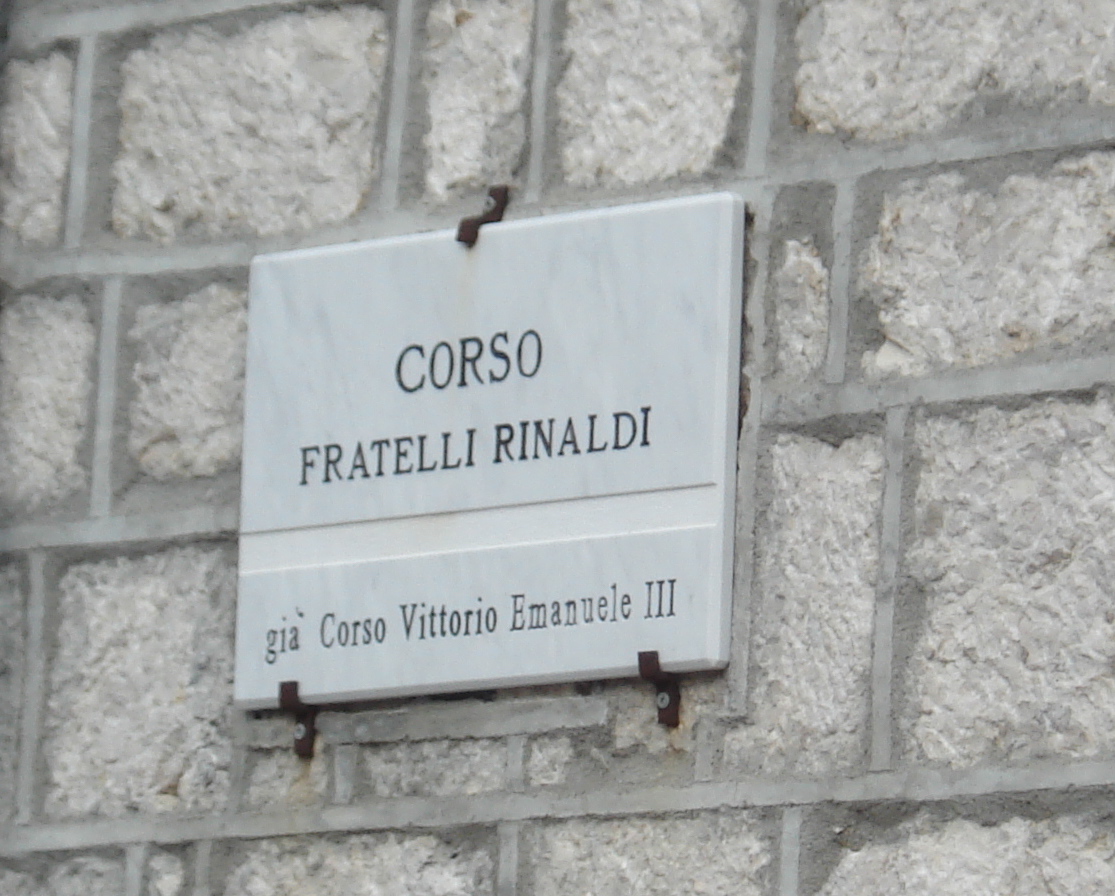 CORSO
FRATELLI RINALDI
già Corso Vittorio Emanuele III